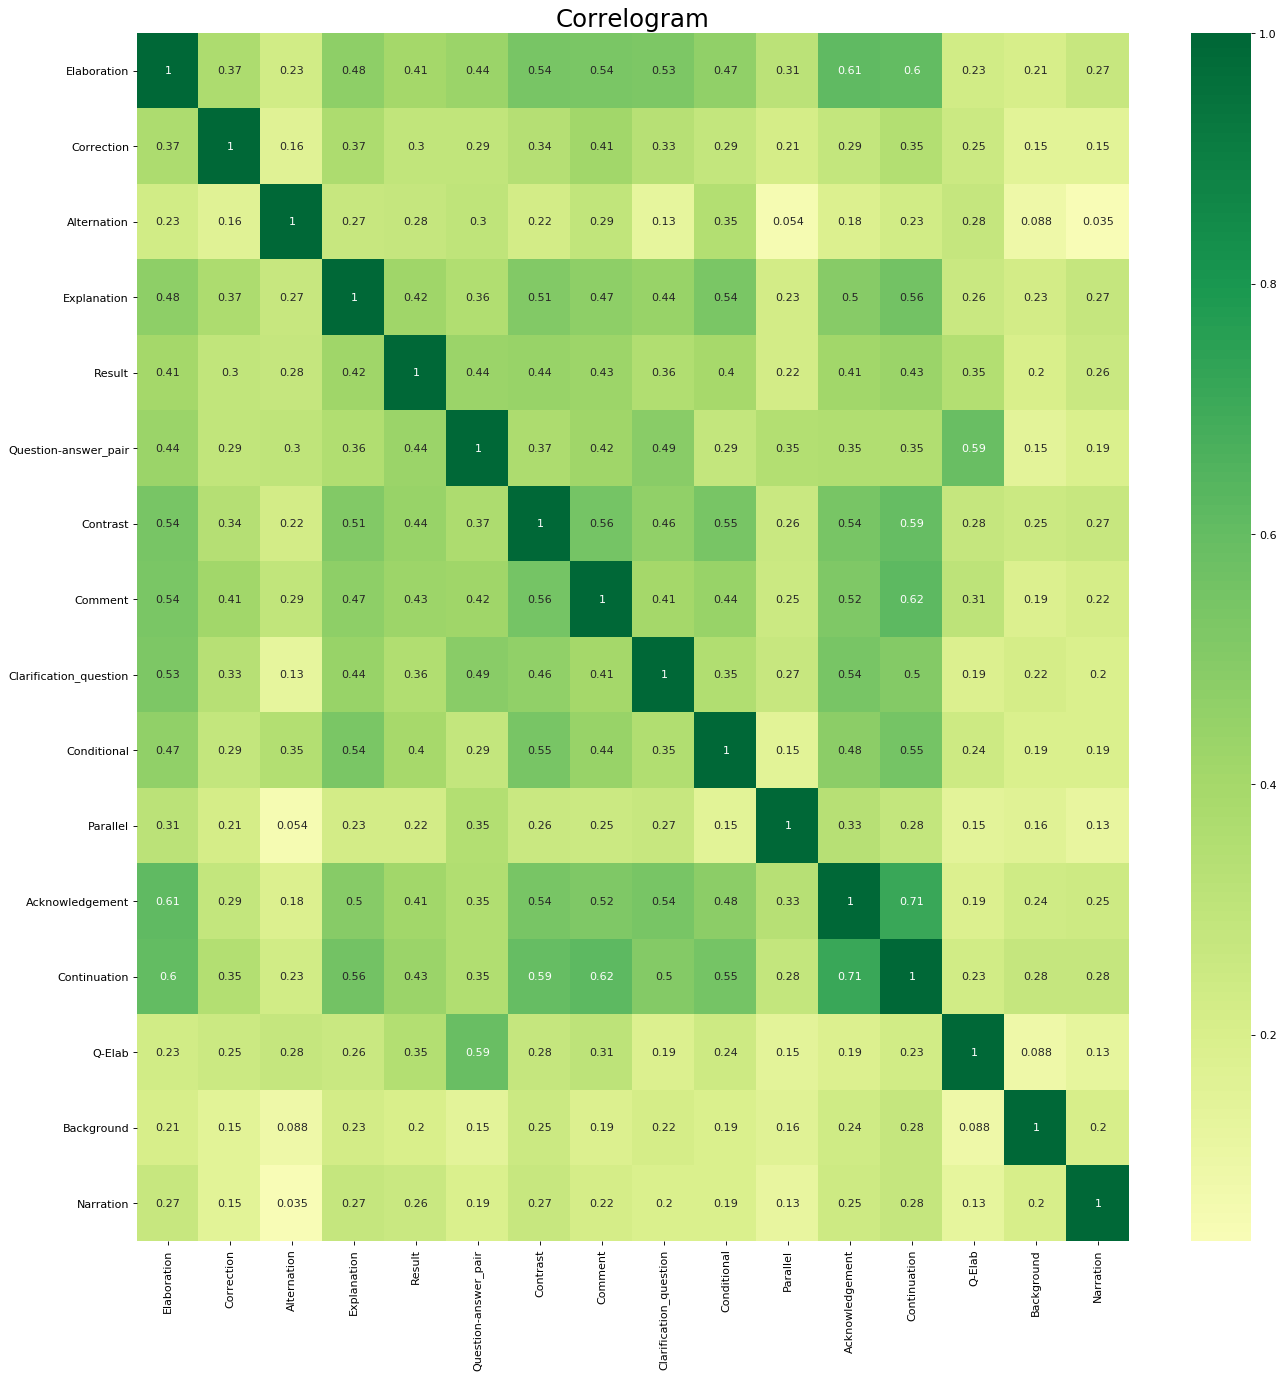 Correlogram
Elaboration 1 0.37 0.23 0.48 0.41 0.44 0.54 0.54 0.53 0.47 0.31 0.61 0.6 0.23 0.21 0.27
Correction 0.37 1 0.16 0.37 0.3 0.29 0.34 0.41 0.33 0.29 0.21 0.29 0.35 0.25 0.15 0.15
Alternation 0.23 0.16 1 0.27 0.28 0.3 0.22 0.29 0.13 0.35 0.054 0.18 0.23 0.28 0.088 0.035
Explanation 0.48 0.37 0.27 1 0.42 0.36 0.51 0.47 0.44 0.54 0.23 0.5 0.56 0.26 0.23 0.27
Result 0.41 0.3 0.28 0.42 1 0.44 0.44 0.43 0.36 0.4 0.22 0.41 0.43 0.35 0.2 0.26
Question-answer_pair 0.44 0.29 0.3 0.36 0.44 1 0.37 0.42 0.49 0.29 0.35 0.35 0.35 0.59 0.15 0.19
Contrast 0.54 0.34 0.22 0.51 0.44 0.37 1 0.56 0.46 0.55 0.26 0.54 0.59 0.28 0.25 0.27
Comment 0.54 0.41 0.29 0.47 0.43 0.42 0.56 1 0.41 0.44 0.25 0.52 0.62 0.31 0.19 0.22
Clarification_question 0.53 0.33 0.13 0.44 0.36 0.49 0.46 0.41 1 0.35 0.27 0.54 0.5 0.19 0.22 0.2
Conditional 0.47 0.29 0.35 0.54 0.4 0.29 0.55 0.44 0.35 1 0.15 0.48 0.55 0.24 0.19 0.19
Parallel 0.31 0.21 0.054 0.23 0.22 0.35 0.26 0.25 0.27 0.15 1 0.33 0.28 0.15 0.16 0.13
Acknowledgement 0.61 0.29 0.18 0.5 0.41 0.35 0.54 0.52 0.54 0.48 0.33 1 0.71 0.19 0.24 0.25
Continuation 0.6 0.35 0.23 0.56 0.43 0.35 0.59 0.62 0.5 0.55 0.28 0.71 1 0.23 0.28 0.28
Q-Elab 0.23 0.25 0.28 0.26 0.35 0.59 0.28 0.31 0.19 0.24 0.15 0.19 0.23 1 0.088 0.13
Background 0.21 0.15 0.088 0.23 0.2 0.15 0.25 0.19 0.22 0.19 0.16 0.24 0.28 0.088 1 0.2
Narration 0.27 0.15 0.035 0.27 0.26 0.19 0.27 0.22 0.2 0.19 0.13 0.25 0.28 0.13 0.2 1
Elaboration
Correction
Alternation
Explanation
Result
Question-answer_pair
Contrast
Comment
Clarification_question
Conditional
Parallel
Acknowledgement
Continuation
Q-Elab
Background
Narration
1.0
0.8
0.6
0.4
0.2